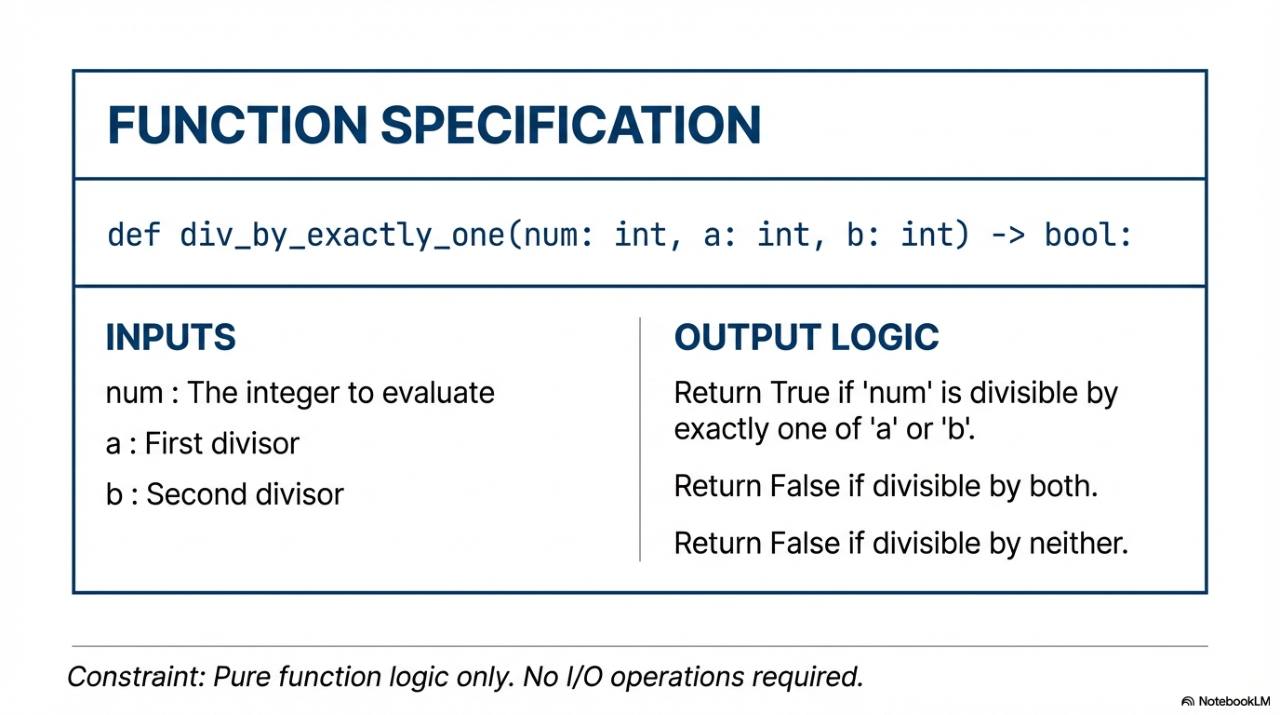 FUNCTION SPECIFICATION
def div_by_exactly_one(num: int, a: int, b: int) -> bool:
INPUTS
num : The integer to evaluate
a : First divisor
b : Second divisor
OUTPUT LOGIC
Return True if 'num' is divisible by
exactly one of 'a' or 'b'.
Return False if divisible by both.
Return False if divisible by neither.
Constraint: Pure function logic only. No I/O operations required.
NotebookLM